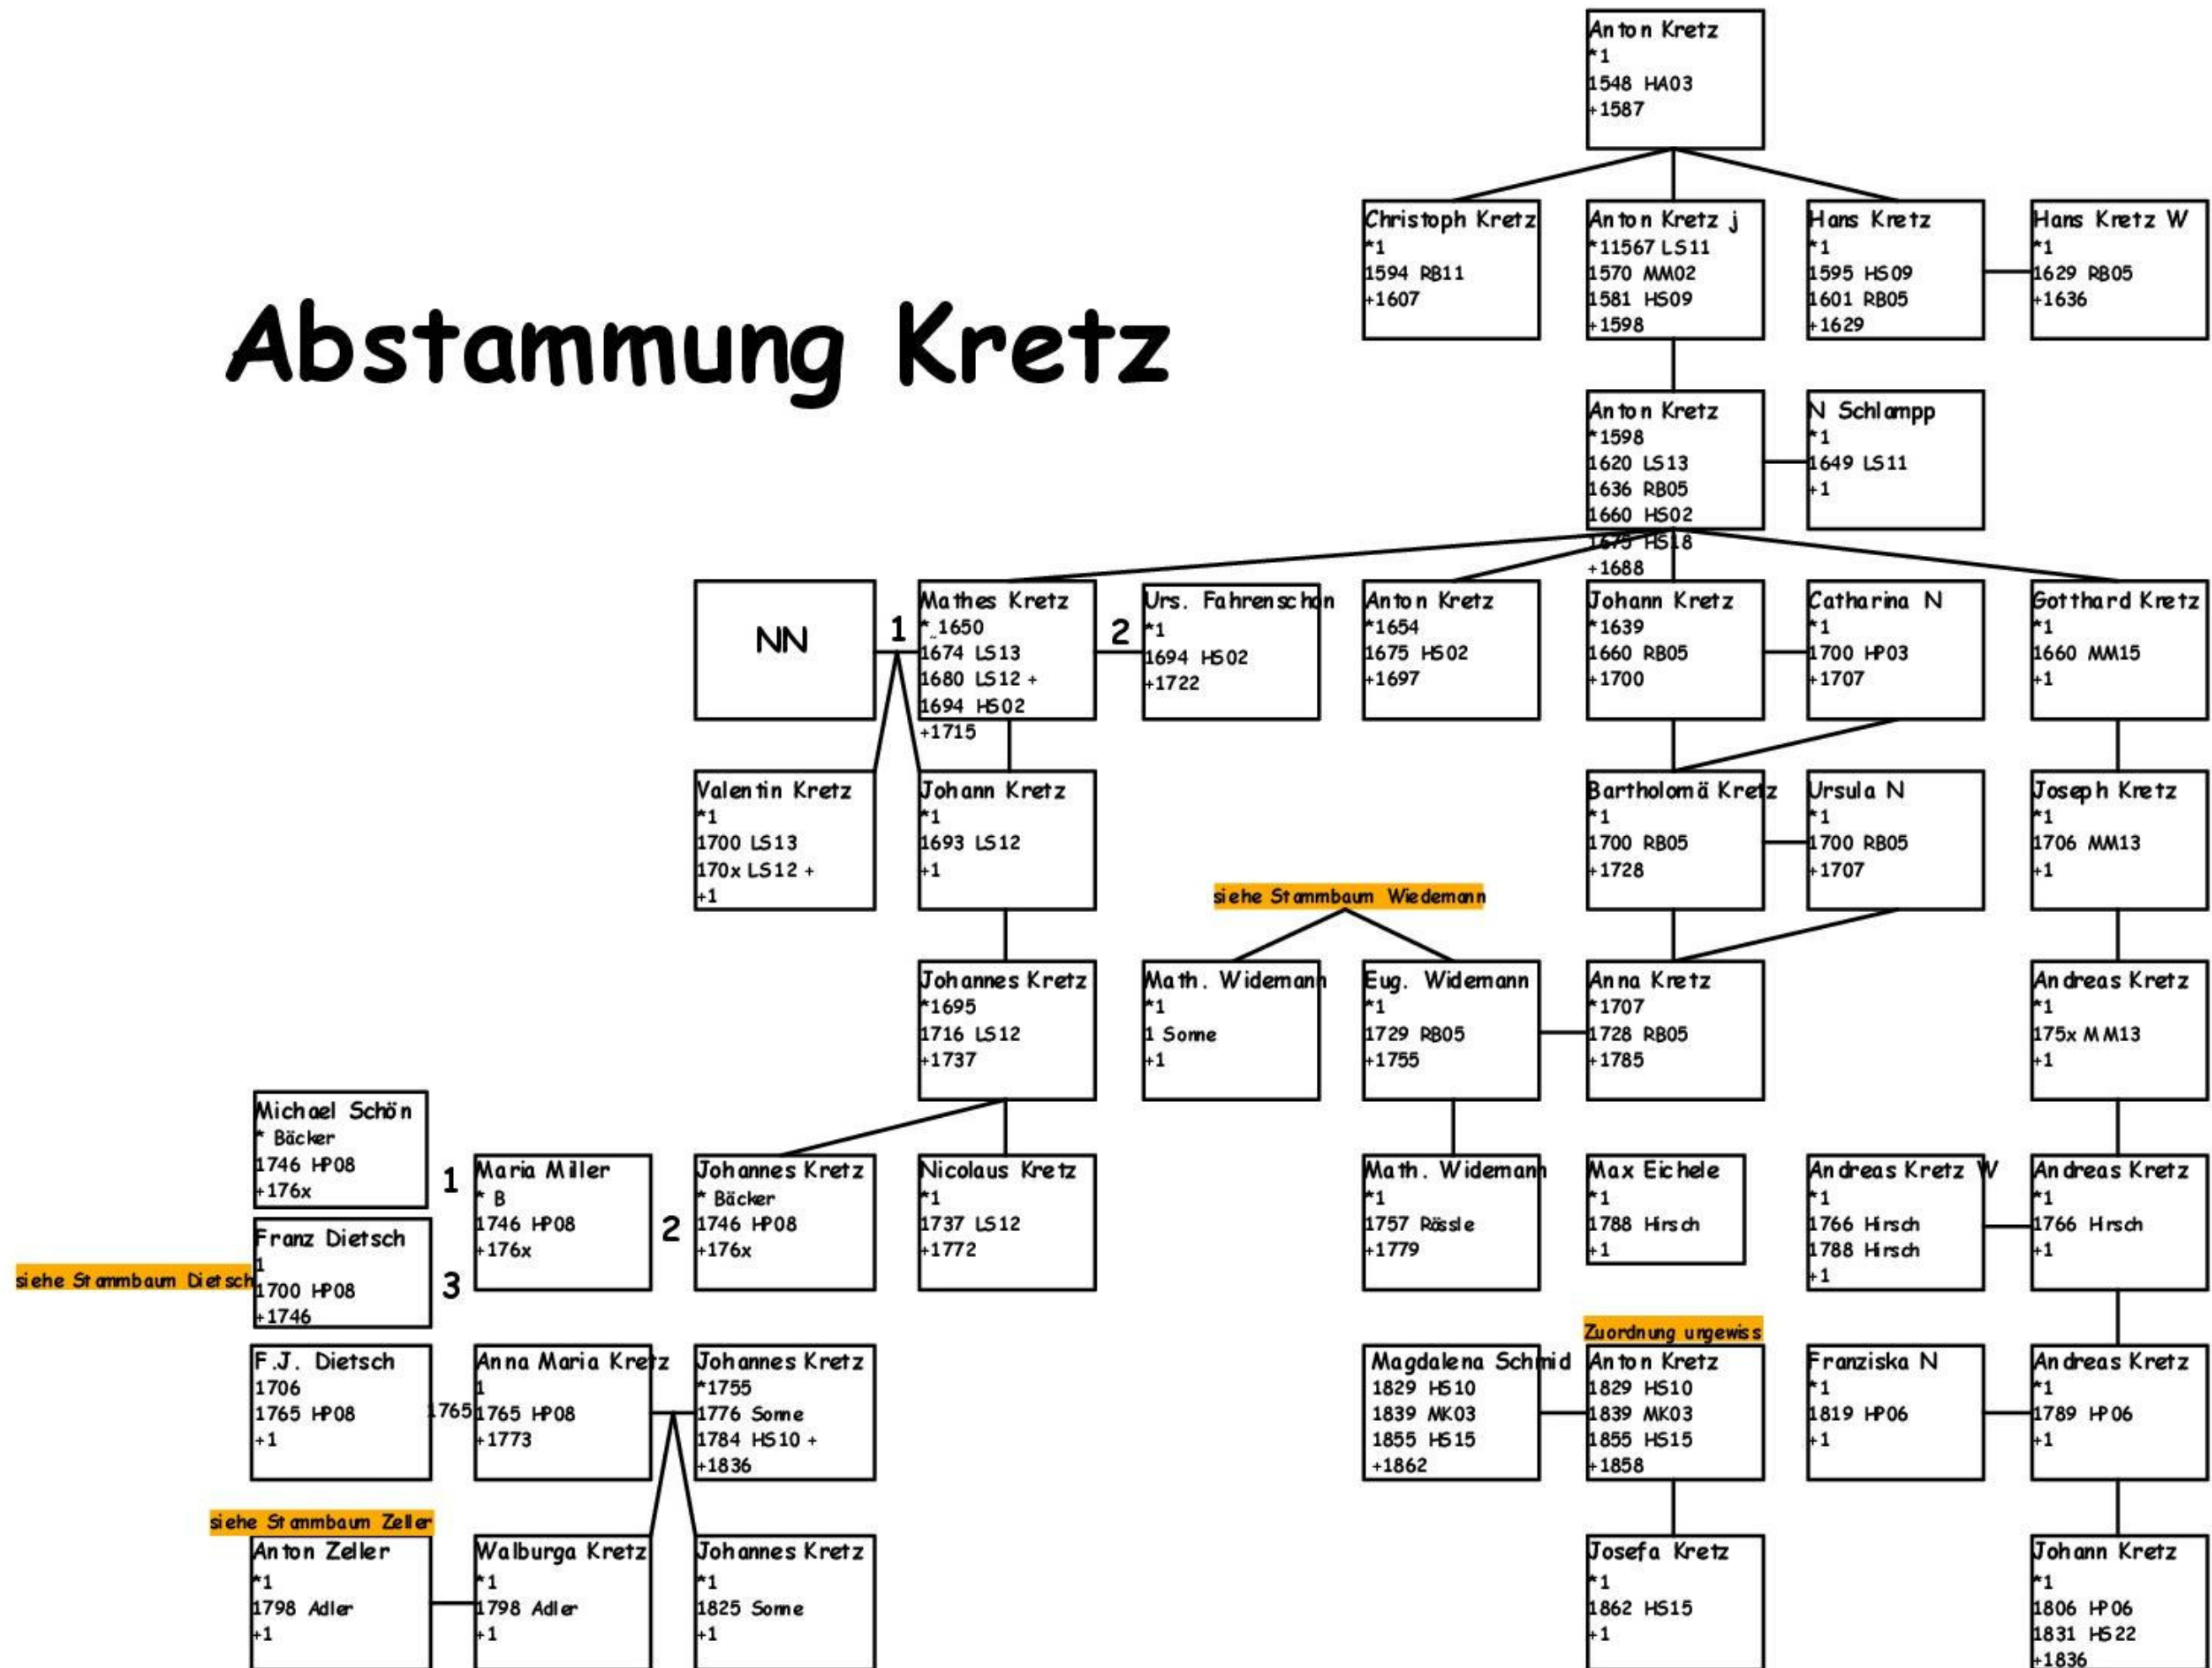 Anton Kretz
*1
1548 HA03
+1587
Christoph Kretz
*1
1594 RB11
+1607
Anton Kretz j
*11567 LS11
1570 MM02
1581 HS09
+1598
Hans Kretz
*1
1595 HS09
1601 RB05
+1629
Hans Kretz W
*1
1629 RB05
+1636
Abstammung Kretz
Anton Kretz
*1598
1620 LS13
1636 RB05
1660 HS02
1675 HS18
+1688
N Schlampp
*1
1649 LS11
+1
NN
1
Mathes Kretz
*~1650
1674 LS13
1680 LS12 +
1694 HS02
+1715
2
Urs. Fahrenschon
*1
1694 HS02
+1722
Anton Kretz
*1654
1675 HS02
+1697
Johann Kretz
*1639
1660 RB05
+1700
Catharina N
*1
1700 HP03
+1707
Gotthard Kretz
*1
1660 MM15
+1
Valentin Kretz
*1
1700 LS13
170x LS12 +
+1
Johann Kretz
*1
1693 LS12
+1
Bartholomä Kretz
*1
1700 RB05
+1728
Ursula N
*1
1700 RB05
+1707
Joseph Kretz
*1
1706 MM13
+1
siehe Stammbaum Wiedemann
Johannes Kretz
*1695
1716 LS12
+1737
Math. Widemann
*1
1 Sonne
+1
Eug. Widemann
*1
1729 RB05
+1755
Anna Kretz
*1707
1728 RB05
+1785
Andreas Kretz
*1
175x MM13
+1
Michael Schön
* Bäcker
1746 HP08
+176x
1
Franz Dietsch
1
1700 HP08
+1746
siehe Stammbaum Dietsch
3
Maria Miller
* B
1746 HP08
+176x
2
Johannes Kretz
* Bäcker
1746 HP08
+176x
Nicolaus Kretz
*1
1737 LS12
+1772
Math. Widemann
*1
1757 Rössle
+1779
Max Eichele
*1
1788 Hirsch
+1
Andreas Kretz W
*1
1766 Hirsch
1788 Hirsch
+1
Andreas Kretz
*1
1766 Hirsch
+1
F.J. Dietsch
1706
1765 HP08
+1
1765
Anna Maria Kretz
1
1765 HP08
+1773
Johannes Kretz
*1755
1776 Sonne
1784 HS10 +
+1836
Magdalena Schmid
1829 HS10
1839 MK03
1855 HS15
+1862
Zuordnung ungewiss
Anton Kretz
1829 HS10
1839 MK03
1855 HS15
+1858
Franziska N
*1
1819 HP06
+1
Andreas Kretz
*1
1789 HP06
+1
siehe Stammbaum Zeller
Anton Zeller
*1
1798 Adler
+1
Walburga Kretz
*1
1798 Adler
+1
Johannes Kretz
*1
1825 Sonne
+1
Josefa Kretz
*1
1862 HS15
+1
Johann Kretz
*1
1806 HP06
1831 HS22
+1836